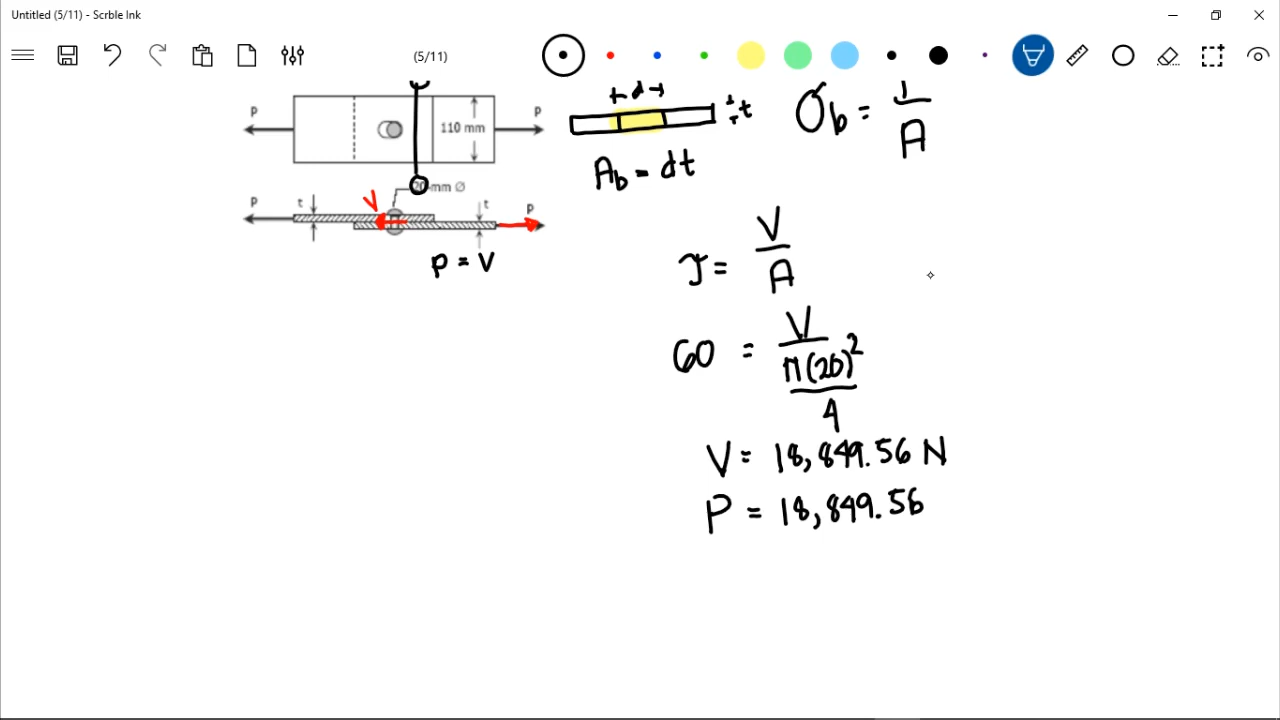 Untitled (5/11) - Scrble Ink
(5/11)
P
110 mm
P
d
t
σb =
A
Ab = dt
20 mm Ø
V
P
t
t
P
P = V
τ = V
A
60 = V
π(20)²
4
V = 18,849.56 N
P = 18,849.56